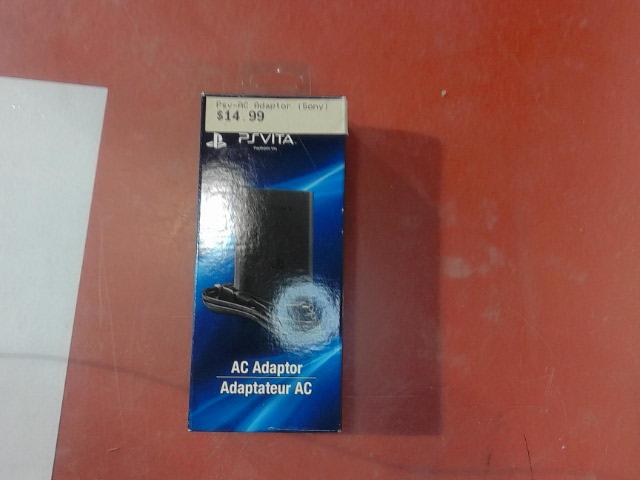 Psv-AC Adaptor (Sony)
$14.99
PSVITA
AC Adaptor
Adaptateur AC